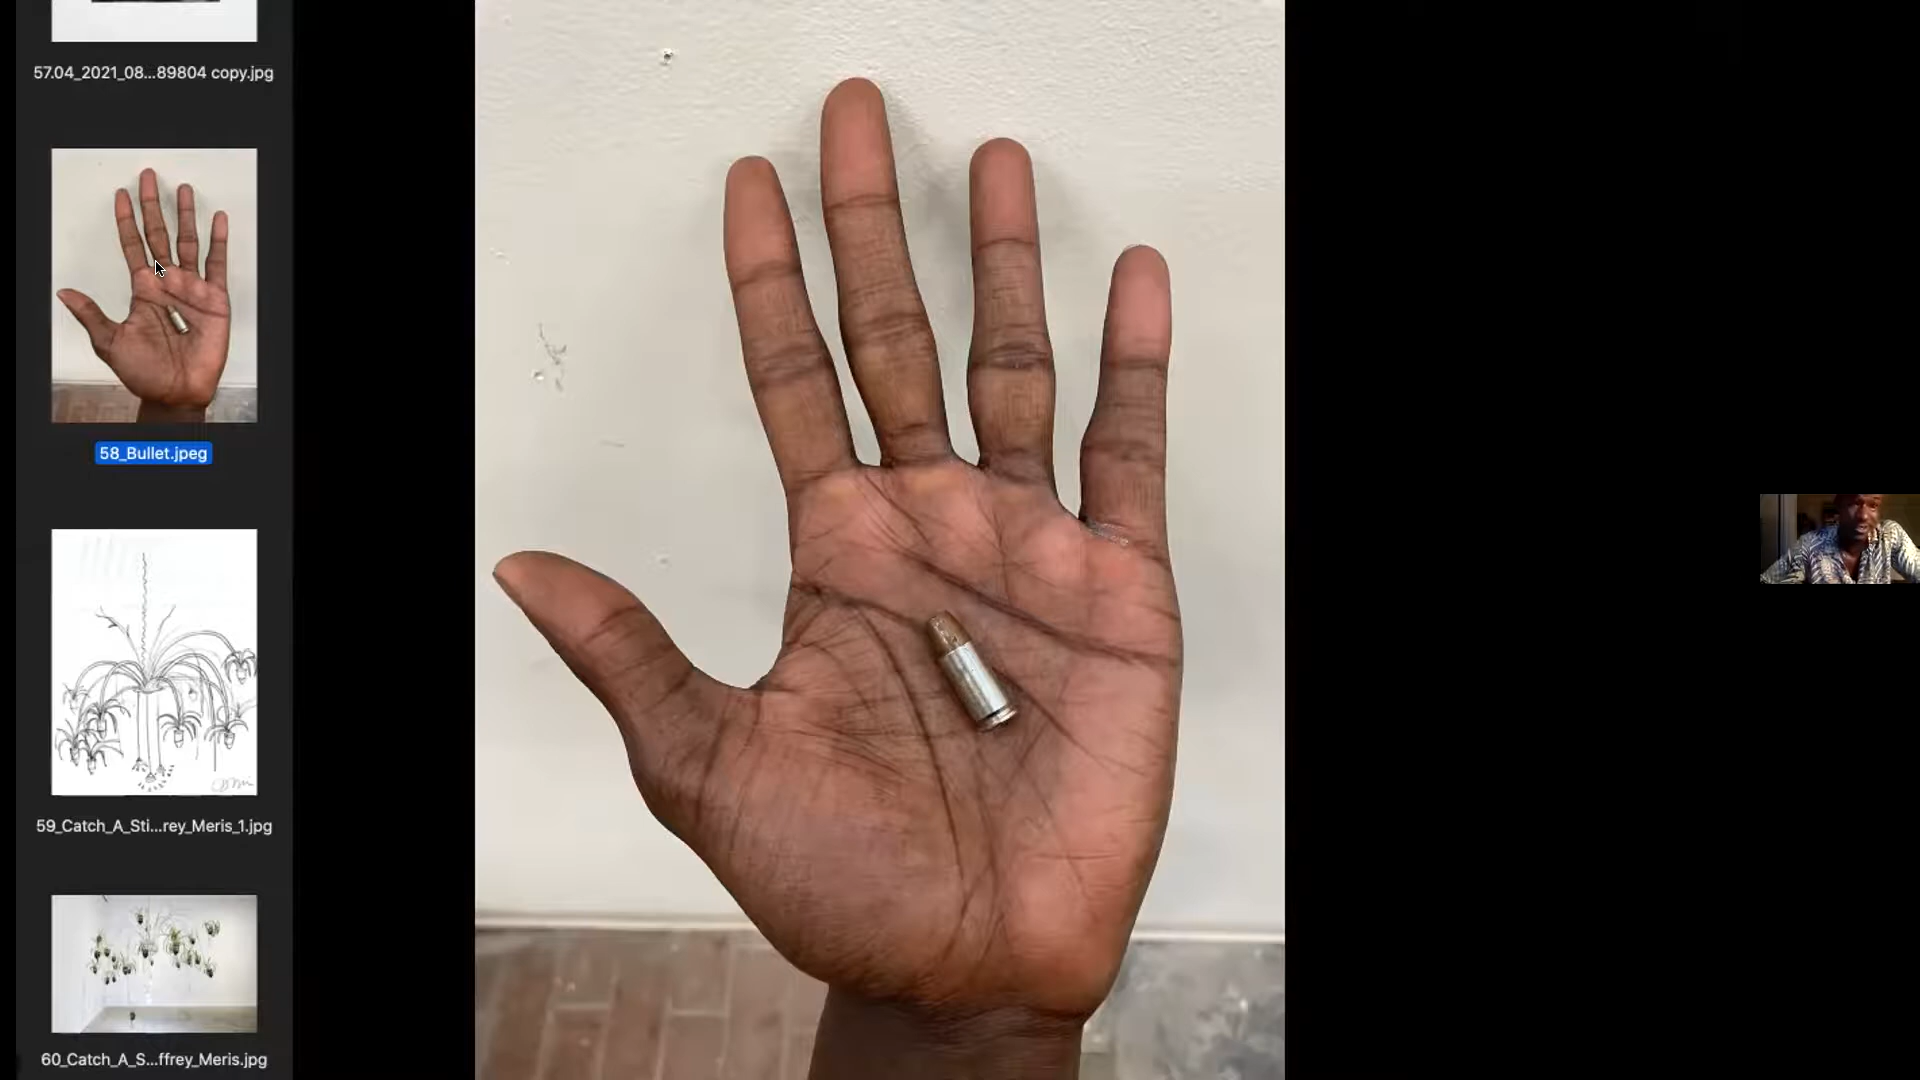 57.04_2021_08...89804 copy.jpg
58_Bullet.jpeg
59_Catch_A_Sti...rey_Meris_1.jpg
60_Catch_A_S...ffrey_Meris.jpg